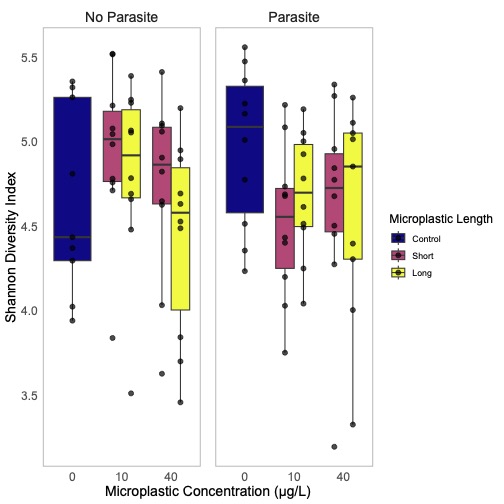 No Parasite Parasite
5.5
5.0
4.5
4.0
3.5
Shannon Diversity Index
0 10 40 0 10 40
Microplastic Concentration (μg/L)
Microplastic Length
Control
Short
Long